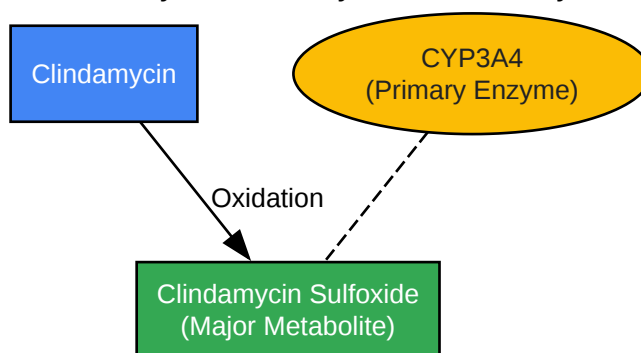 Clindamycin
CYP3A4
(Primary Enzyme)
Oxidation
Clindamycin Sulfoxide
(Major Metabolite)